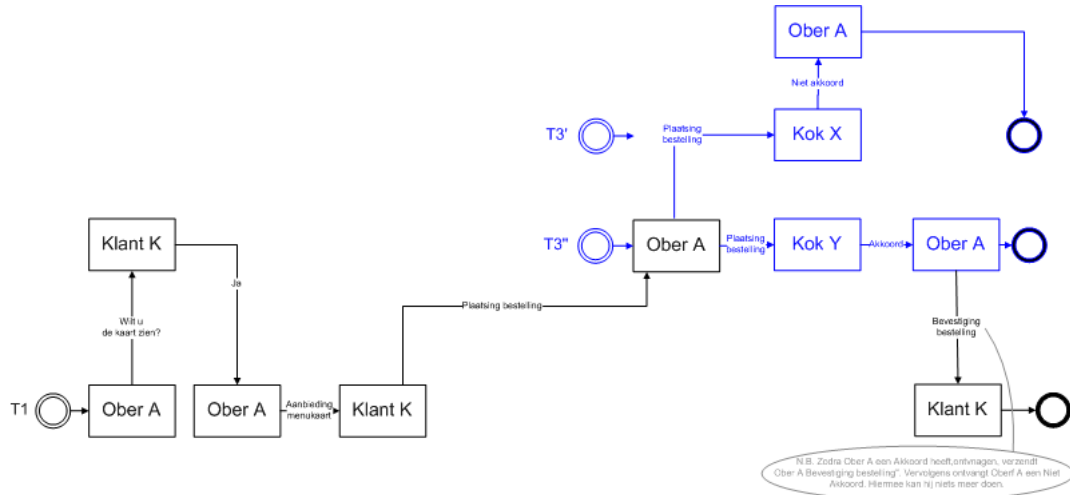 Ober A
Niet akkoord
T3'
Plaatsing
bestelling
Kok X
T3"
Ober A
Plaatsing
bestelling
Kok Y
Akkoord
Ober A
Klant K
Ja
Wilt u
de kaart zien?
Plaatsing bestelling
Bevestiging
bestelling
T1
Ober A
Ober A
Aanbieding
menukaart
Klant K
Klant K
N.B. Zodra Ober A een Akkoord heeft,ontvnagen, verzendt
Ober A Bevestiging bestelling". Vervolgens ontvangt Oberf A een Niet
Akkoord. Hiermee kan hij niets meer doen.